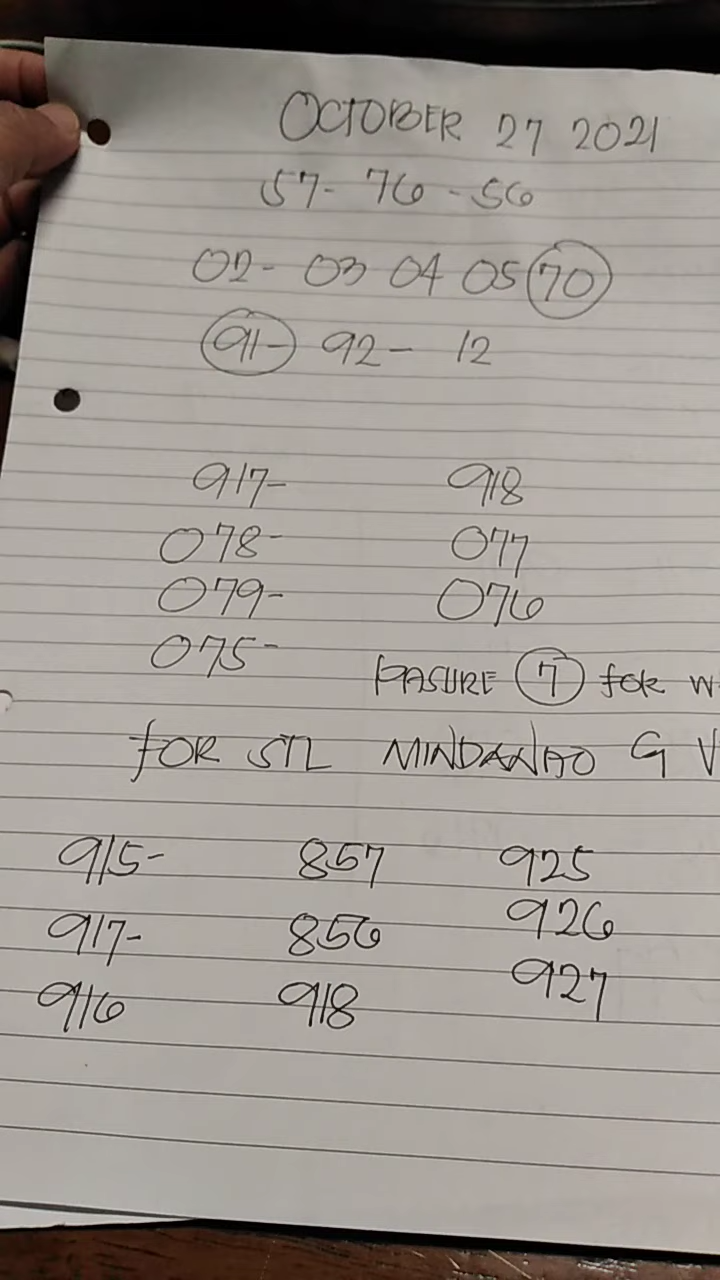 OCTOBER 27 2021
57- 76 - 56
02- 03 04 05 70
91- 92- 12
917- 918
078- 077
079- 076
075-
PASURE 7 FOR W
FOR STL MINDANAO G V
915- 857 925
917- 856 926
916 918 927